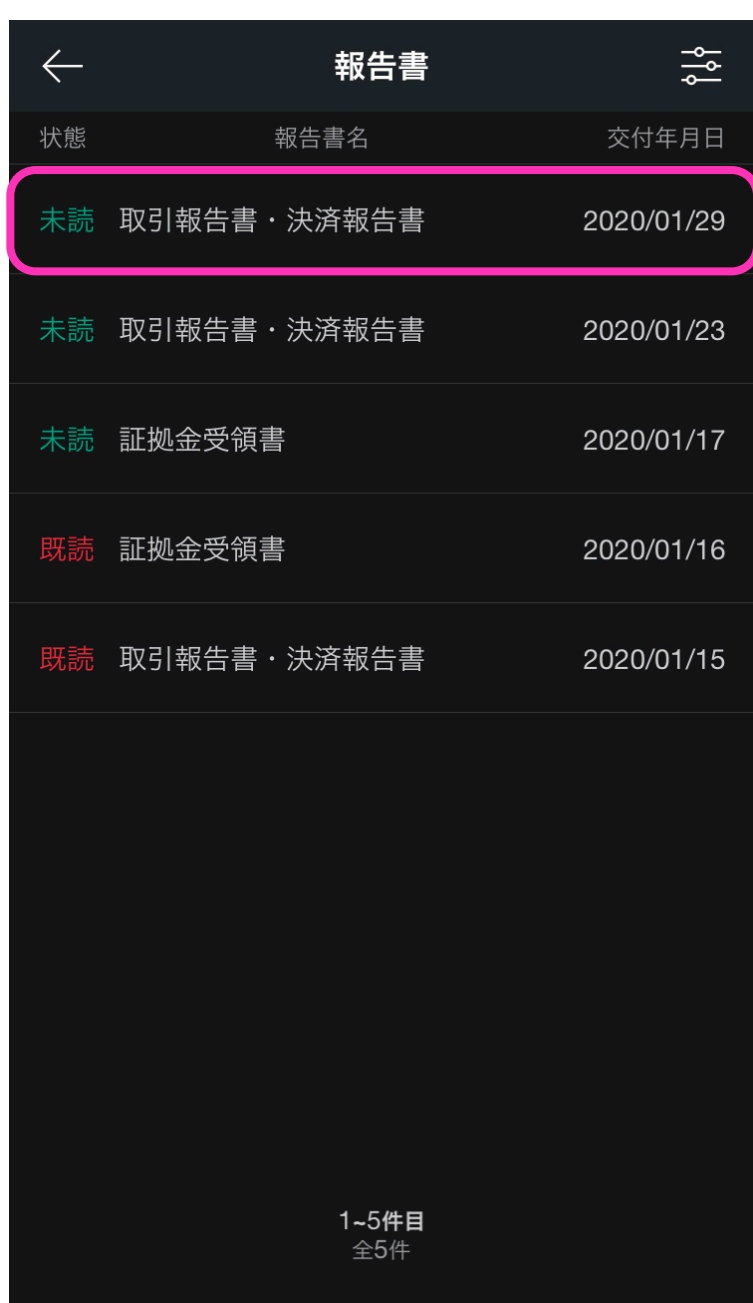 報告書
状態 報告書名 交付年月日
未読 取引報告書・決済報告書 2020/01/29
未読 取引報告書・決済報告書 2020/01/23
未読 証拠金受領書 2020/01/17
既読 証拠金受領書 2020/01/16
既読 取引報告書・決済報告書 2020/01/15
1~5件目
全5件